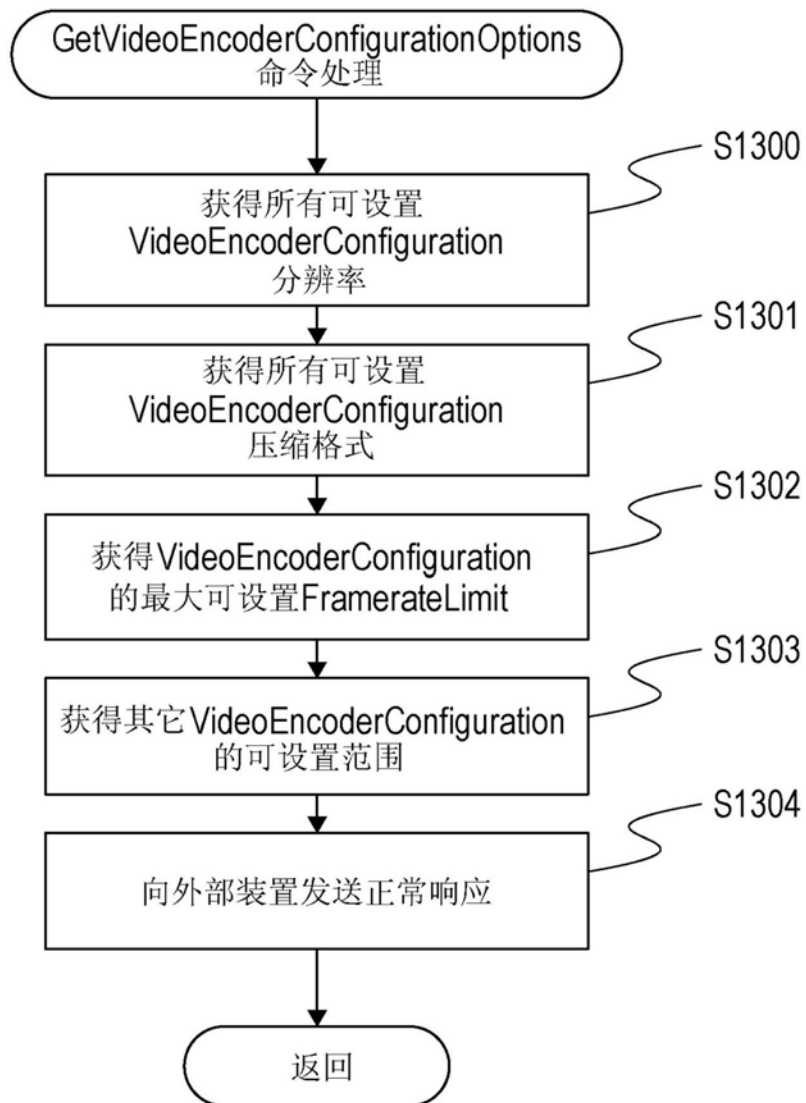 GetVideoEncoderConfigurationOptions
命令处理
S1300
获得所有可设置
VideoEncoderConfiguration
分辨率
S1301
获得所有可设置
VideoEncoderConfiguration
压缩格式
S1302
获得VideoEncoderConfiguration
的最大可设置FramerateLimit
S1303
获得其它VideoEncoderConfiguration
的可设置范围
S1304
向外部装置发送正常响应
返回